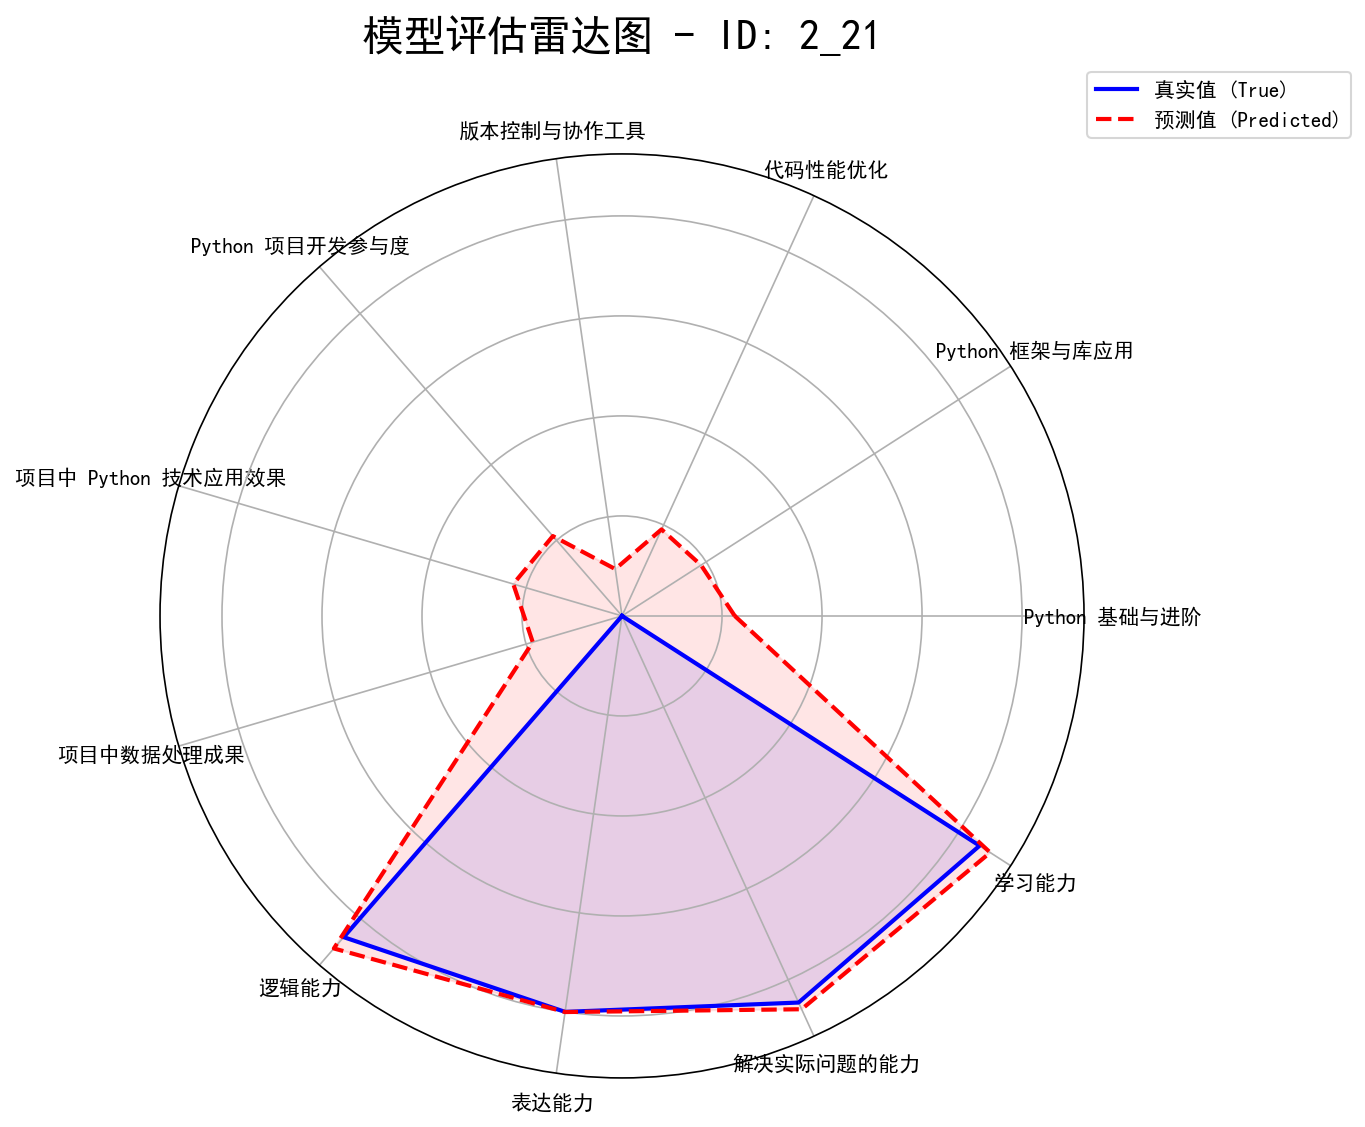 模型评估雷达图 - ID: 2_21
真实值 (True)
预测值 (Predicted)
版本控制与协作工具
代码性能优化
Python 项目开发参与度
Python 框架与库应用
项目中 Python 技术应用效果
Python 基础与进阶
项目中数据处理成果
学习能力
逻辑能力
解决实际问题的能力
表达能力